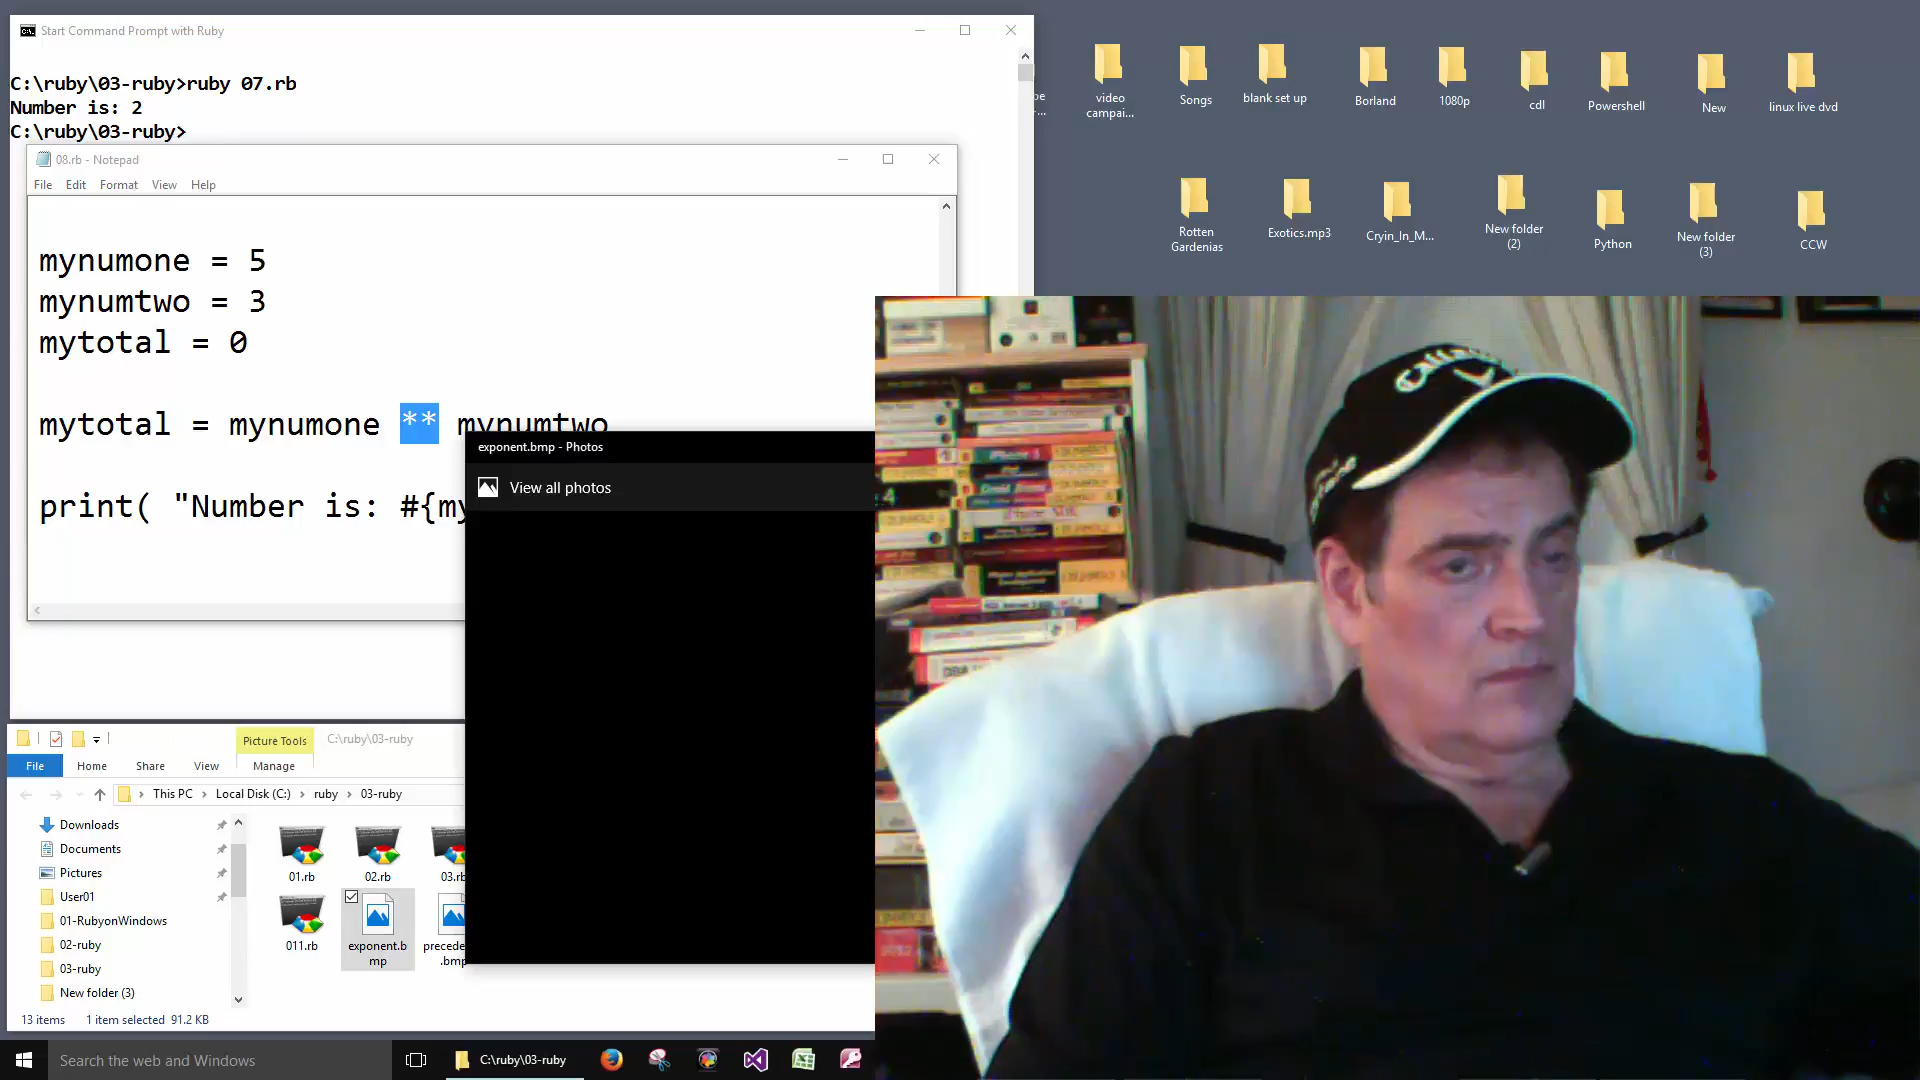 Start Command Prompt with Ruby
C:\ruby\03-ruby>ruby 07.rb
Number is: 2
C:\ruby\03-ruby>
08.rb - Notepad
File Edit Format View Help
mynumone = 5
mynumtwo = 3
mytotal = 0
mytotal = mynumone ** mynumtwo
print( "Number is: #{my
exponent.bmp - Photos
View all photos
Picture Tools
C:\ruby\03-ruby
File Home Share View Manage
This PC Local Disk (C:) ruby 03-ruby
Downloads
Documents
Pictures
User01
01-RubyonWindows
02-ruby
03-ruby
New folder (3)
01.rb 02.rb 03.rb
011.rb
exponent.b
mp
precede
.bmp
13 items 1 item selected 91.2 KB
Search the web and Windows
C:\ruby\03-ruby
video
campai...
Songs
blank set up
Borland
1080p
cdl
Powershell
New
linux live dvd
Rotten
Gardenias
Exotics.mp3
Cryin_In_M...
New folder
(2)
Python
New folder
(3)
CCW